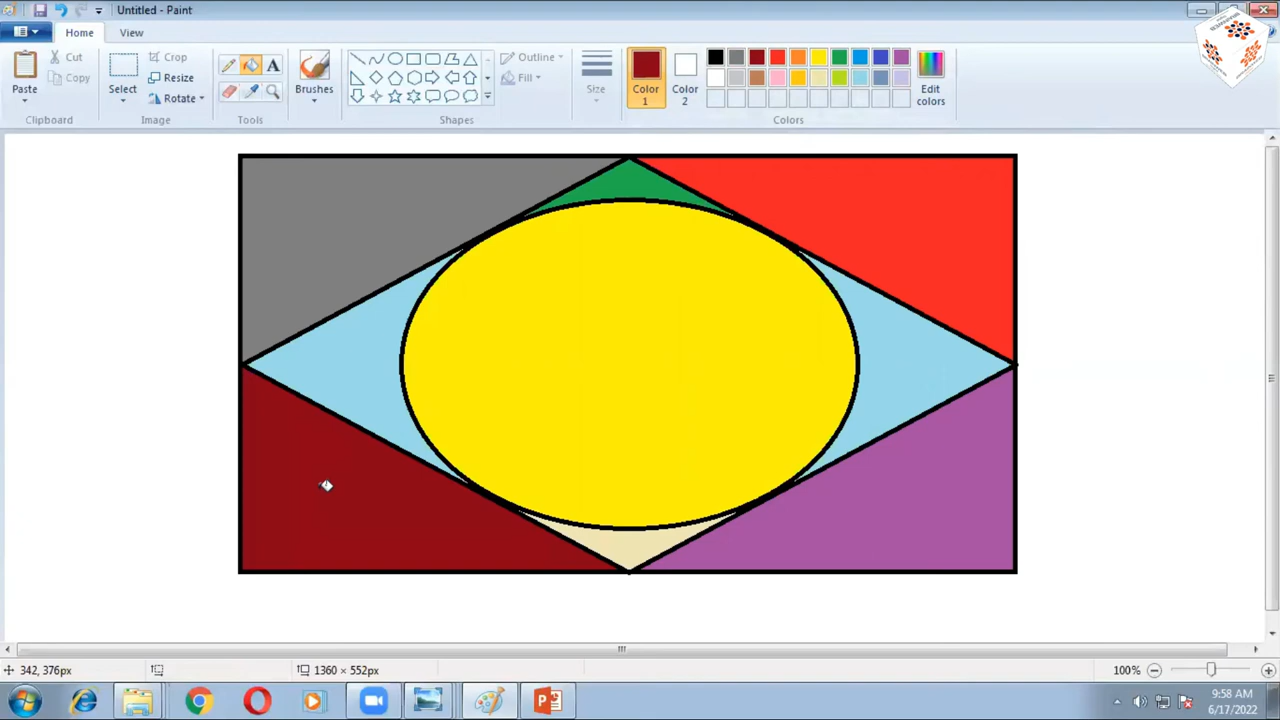 Untitled - Paint
Home View
Paste
Cut
Copy
Clipboard
Select
Crop
Resize
Rotate
Image
A
Tools
Brushes
Outline
Fill
Shapes
Size
Color 1
Color 2
Edit colors
Colors
342, 376px
1360 × 552px
100%
9:58 AM
6/17/2022